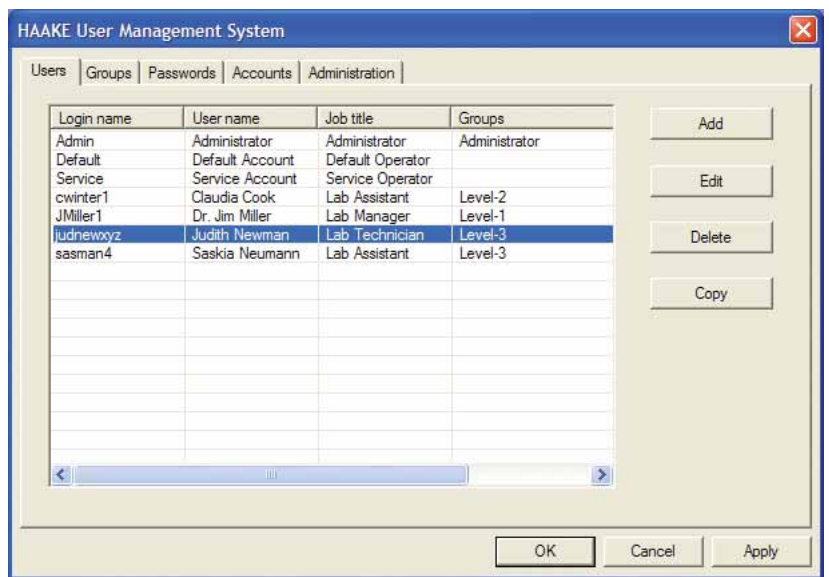 HAAKE User Management System
Users Groups Passwords Accounts Administration
Login name User name Job title Groups
Admin Administrator Administrator Administrator
Default Default Account Default Operator
Service Service Account Service Operator
cwinter1 Claudia Cook Lab Assistant Level-2
JMiller1 Dr. Jim Miller Lab Manager Level-1
judnewxyz Judith Newman Lab Technician Level-3
sasman4 Saskia Neumann Lab Assistant Level-3
Add
Edit
Delete
Copy
OK Cancel Apply